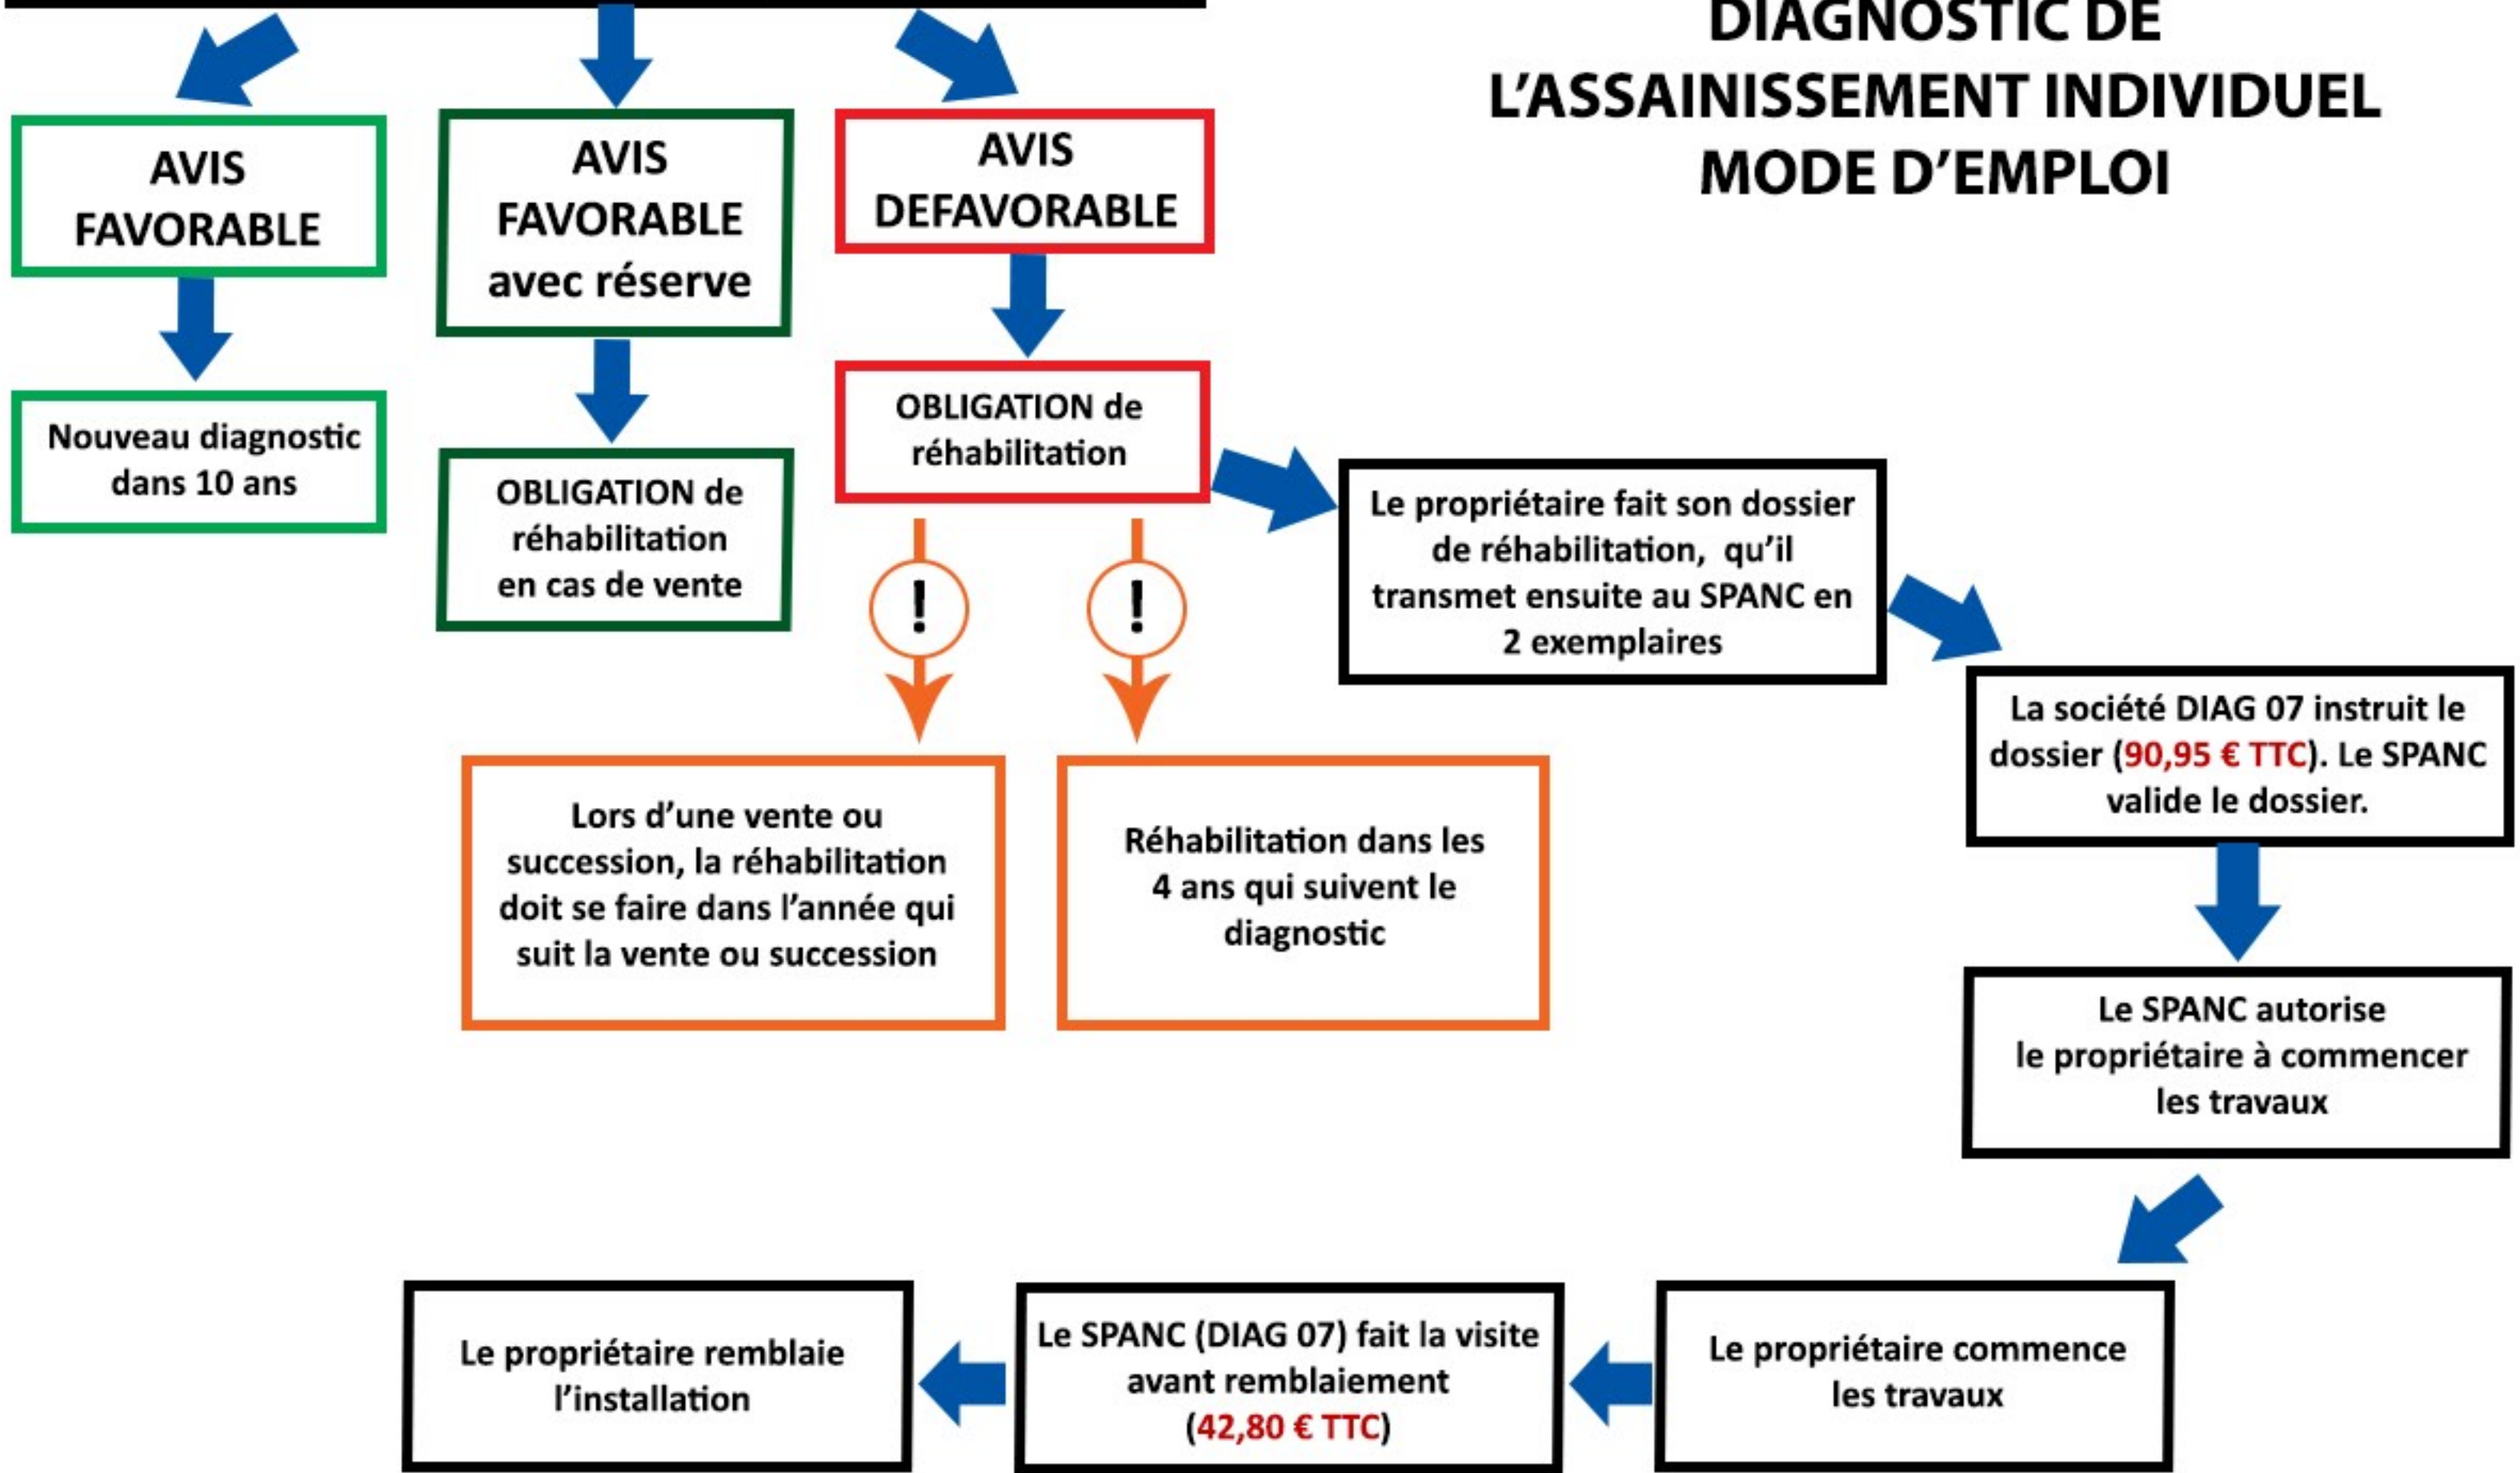 DIAGNOSTIC DE
L’ASSAINISSEMENT INDIVIDUEL
MODE D’EMPLOI
AVIS
FAVORABLE
AVIS
FAVORABLE
avec réserve
AVIS
DEFAVORABLE
Nouveau diagnostic
dans 10 ans
OBLIGATION de
réhabilitation
en cas de vente
OBLIGATION de
réhabilitation
!
!
Lors d’une vente ou
succession, la réhabilitation
doit se faire dans l’année qui
suit la vente ou succession
Réhabilitation dans les
4 ans qui suivent le
diagnostic
Le propriétaire fait son dossier
de réhabilitation, qu’il
transmet ensuite au SPANC en
2 exemplaires
La société DIAG 07 instruit le
dossier (90,95 € TTC). Le SPANC
valide le dossier.
Le SPANC autorise
le propriétaire à commencer
les travaux
Le propriétaire commence
les travaux
Le SPANC (DIAG 07) fait la visite
avant remblaiement
(42,80 € TTC)
Le propriétaire remblaie
l’installation